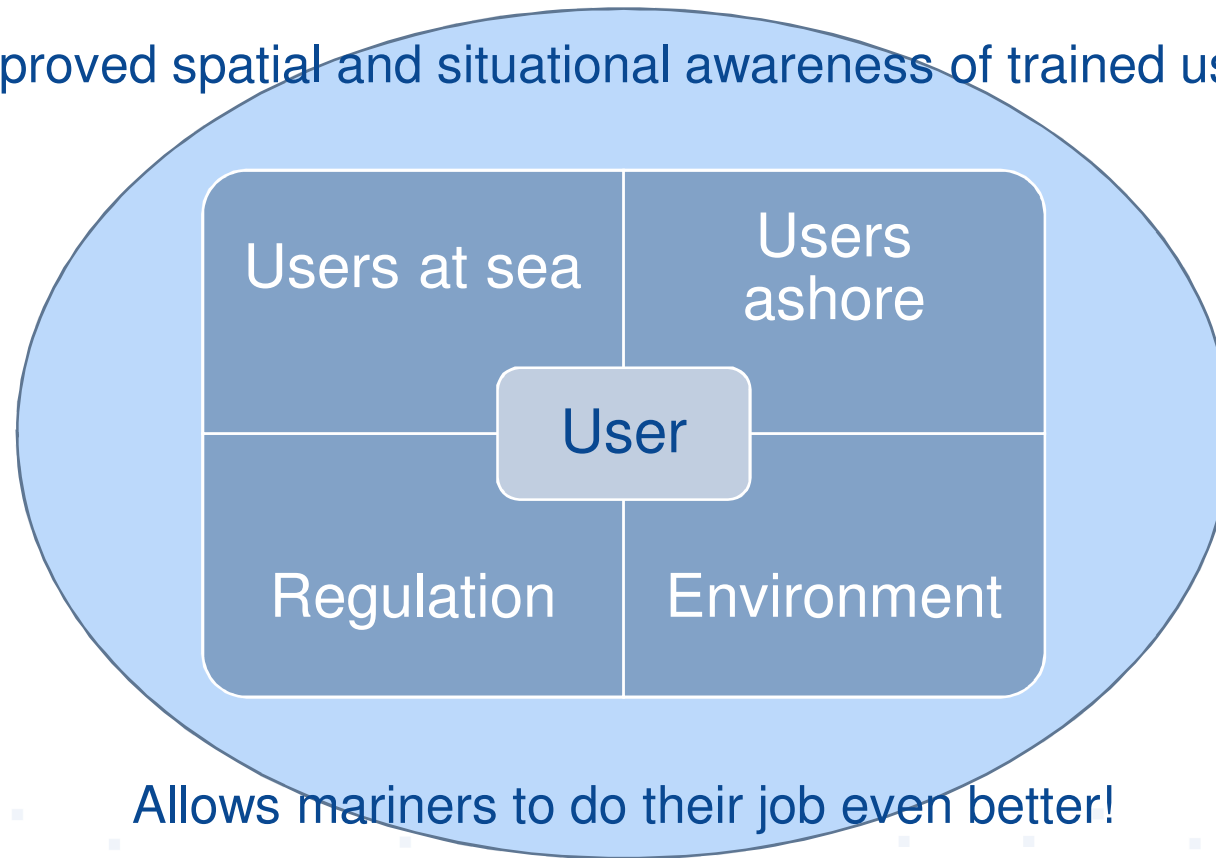 proved spatial and situational awareness of trained us
Users at sea
Users
ashore
User
Regulation
Environment
Allows mariners to do their job even better!